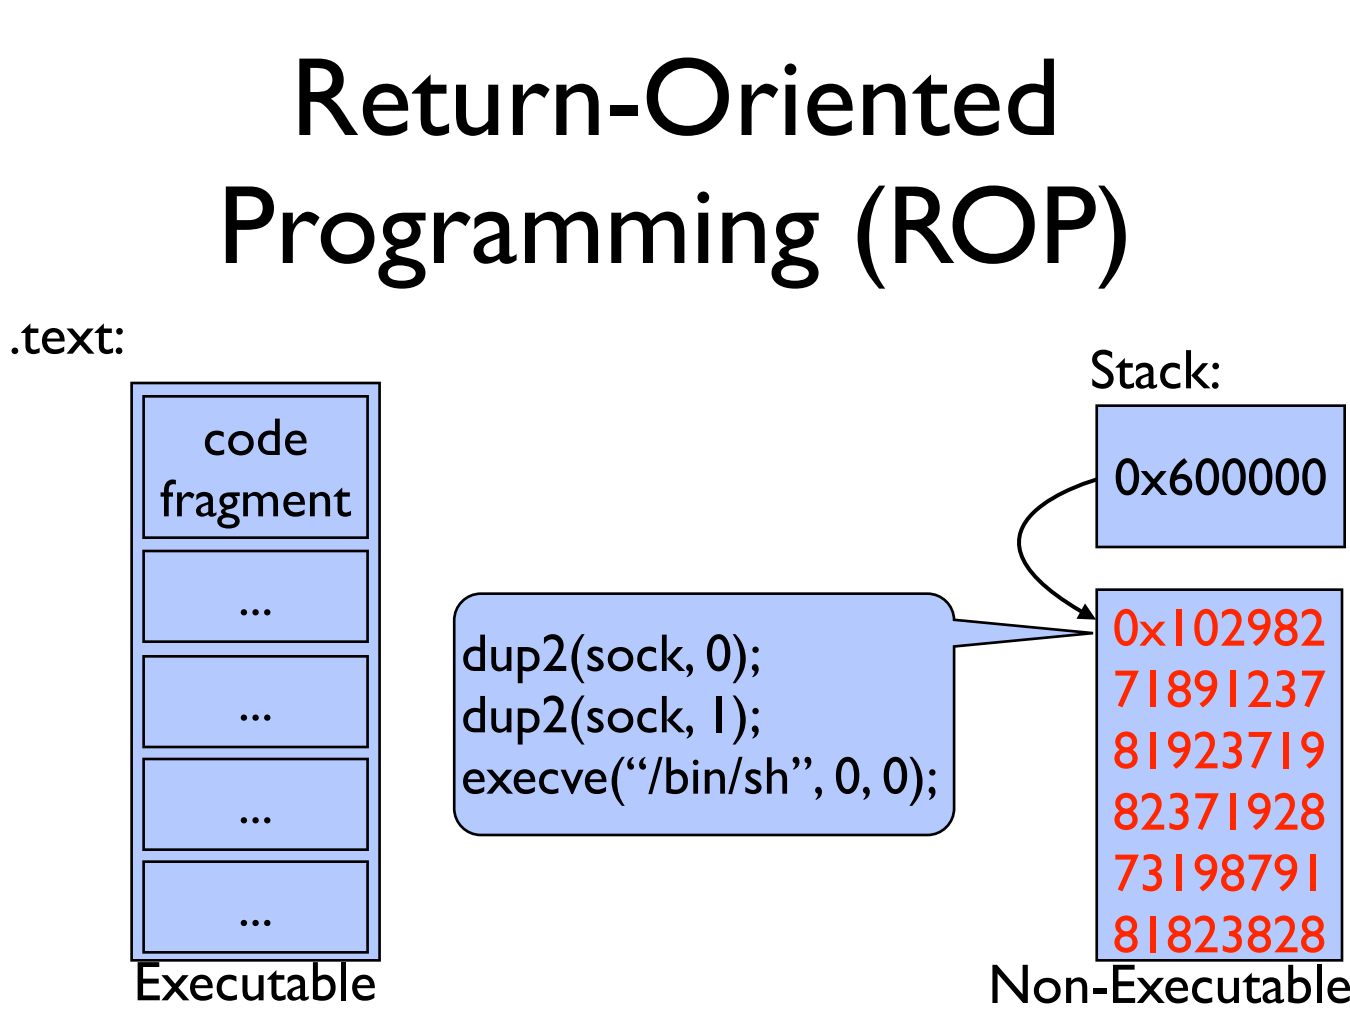 Return-Oriented
Programming (ROP)
.text:
code
fragment
...
...
...
...
Executable
dup2(sock, 0);
dup2(sock, 1);
execve(“/bin/sh”, 0, 0);
Stack:
0x600000
0x102982
71891237
81923719
82371928
73198791
81823828
Non-Executable